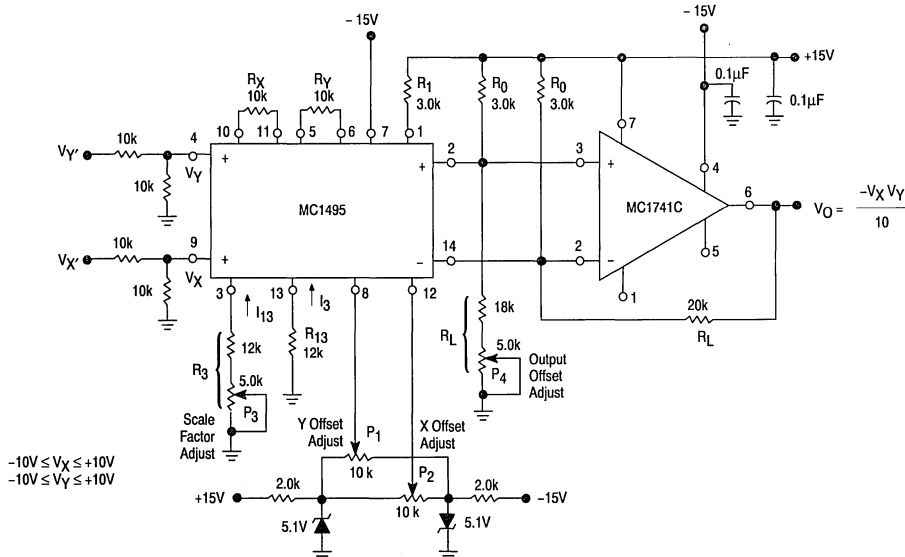 – 15V
– 15V
+15V
0.1µF
0.1µF
RX
10k
RY
10k
R1
3.0k
R0
3.0k
R0
3.0k
10
11
5
6
7
1
7
4
VY'
10k
4
+
VY
10k
MC1495
+
2
3
+
MC1741C
6
VO = –VX VY / 10
5
VX'
10k
9
+
VX
10k
–
14
2
–
1
3
I13
13
I3
8
12
R3
12k
5.0k
P3
Scale
Factor
Adjust
R13
12k
18k
RL
5.0k
P4
Output
Offset
Adjust
20k
RL
Y Offset
Adjust
P1
10 k
X Offset
Adjust
P2
10 k
–10V ≤ VX ≤ +10V
–10V ≤ VY ≤ +10V
+15V
2.0k
2.0k
–15V
5.1V
5.1V